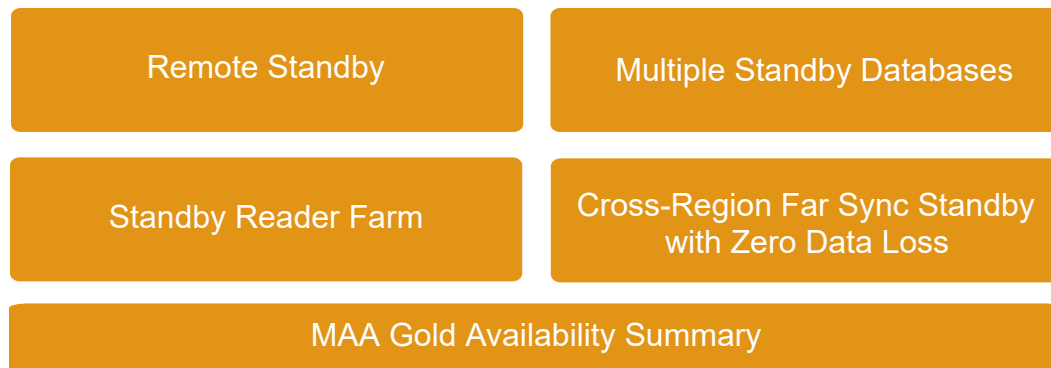 Remote Standby
Multiple Standby Databases
Standby Reader Farm
Cross-Region Far Sync Standby
with Zero Data Loss
MAA Gold Availability Summary